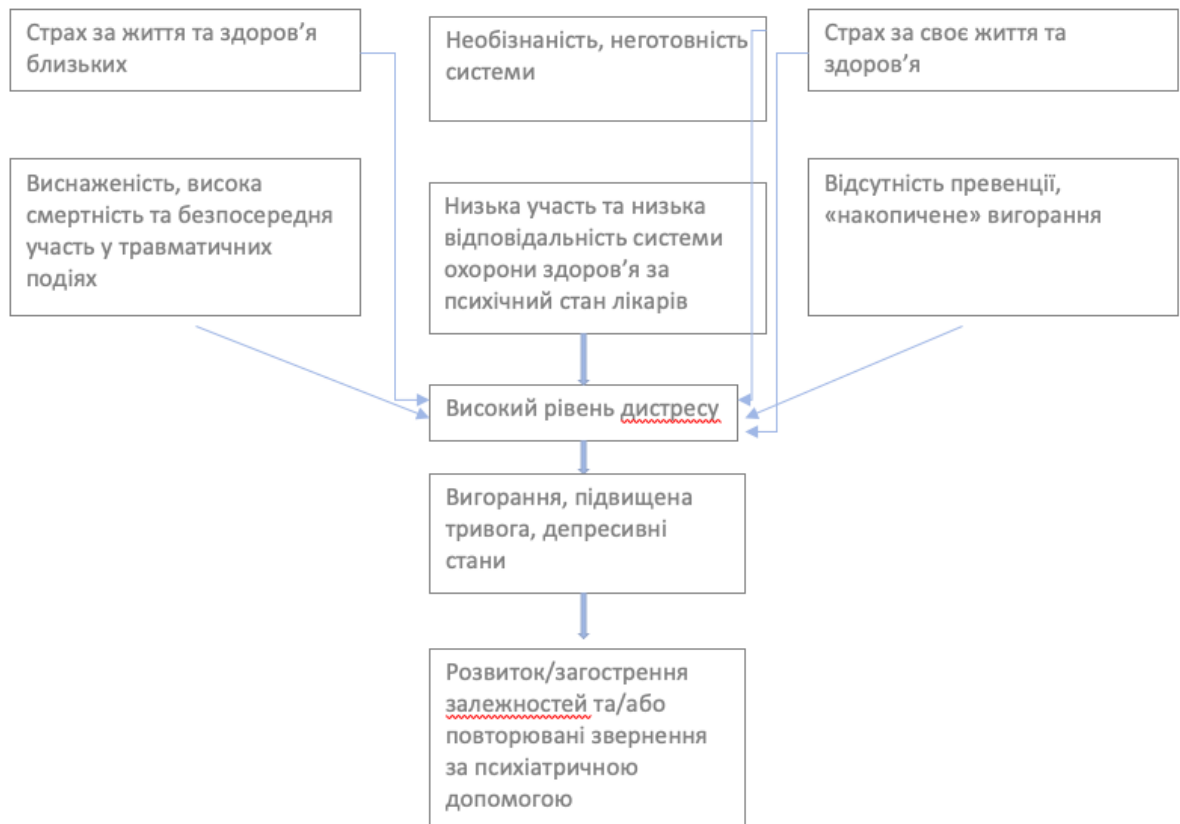 Страх за життя та здоров’я
близьких
Необізнаність, неготовність
системи
Страх за своє життя та
здоров’я
Виснаженість, висока
смертність та безпосередня
участь у травматичних
подіях
Низька участь та низька
відповідальність системи
охорони здоров’я за
психічний стан лікарів
Відсутність превенції,
«накопичене» вигорання
Високий рівень дистресу
Вигорання, підвищена
тривога, депресивні
стани
Розвиток/загострення
залежностей та/або
повторювані звернення
за психіатричною
допомогою